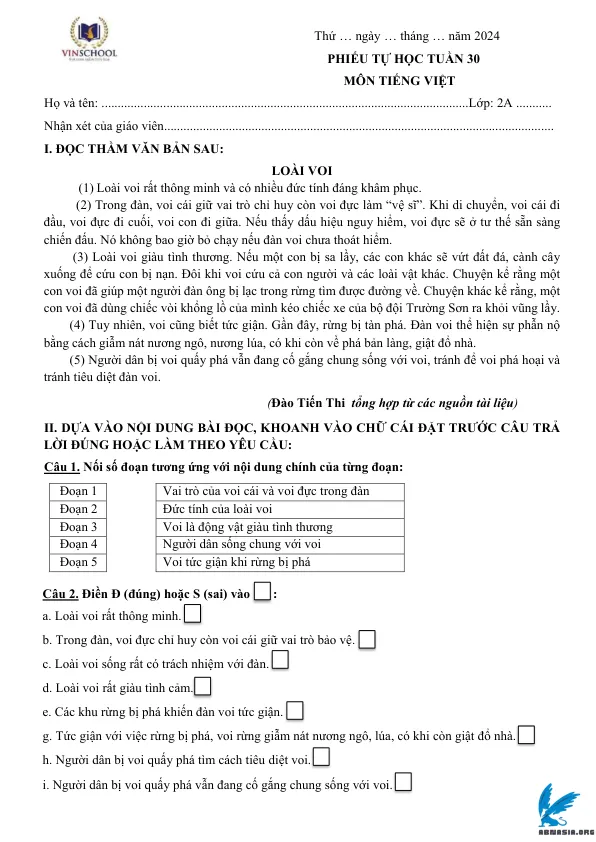 VINSCHOOL
Thứ … ngày … tháng … năm 2024
PHIẾU TỰ HỌC TUẦN 30
MÔN TIẾNG VIỆT
Họ và tên: .................................................................................................................Lớp: 2A ...........
Nhận xét của giáo viên........................................................................................................................
I. ĐỌC THẦM VĂN BẢN SAU:
LOÀI VOI
(1) Loài voi rất thông minh và có nhiều đức tính đáng khâm phục.
(2) Trong đàn, voi cái giữ vai trò chỉ huy còn voi đực làm “vệ sĩ”. Khi di chuyển, voi cái đi
đầu, voi đực đi cuối, voi con đi giữa. Nếu thấy dấu hiệu nguy hiểm, voi đực sẽ ở tư thế sẵn sàng
chiến đấu. Nó không bao giờ bỏ chạy nếu đàn voi chưa thoát hiểm.
(3) Loài voi giàu tình thương. Nếu một con bị sa lầy, các con khác sẽ vứt đất đá, cành cây
xuống để cứu con bị nạn. Đôi khi voi cứu cả con người và các loài vật khác. Chuyện kể rằng một
con voi đã giúp một người đàn ông bị lạc trong rừng tìm được đường về. Chuyện khác kể rằng, một
con voi đã dùng chiếc vòi khổng lồ của mình kéo chiếc xe của bộ đội Trường Sơn ra khỏi vũng lầy.
(4) Tuy nhiên, voi cũng biết tức giận. Gần đây, rừng bị tàn phá. Đàn voi thể hiện sự phẫn nộ
bằng cách giẫm nát nương ngô, nương lúa, có khi còn về phá bản làng, giật đổ nhà.
(5) Người dân bị voi quấy phá vẫn đang cố gắng chung sống với voi, tránh để voi phá hoại và
tránh tiêu diệt đàn voi.
(Đào Tiến Thi tổng hợp từ các nguồn tài liệu)
II. DỰA VÀO NỘI DUNG BÀI ĐỌC, KHOANH VÀO CHỮ CÁI ĐẶT TRƯỚC CÂU TRẢ
LỜI ĐÚNG HOẶC LÀM THEO YÊU CẦU:
Câu 1. Nối số đoạn tương ứng với nội dung chính của từng đoạn:
Đoạn 1 Vai trò của voi cái và voi đực trong đàn
Đoạn 2 Đức tính của loài voi
Đoạn 3 Voi là động vật giàu tình thương
Đoạn 4 Người dân sống chung với voi
Đoạn 5 Voi tức giận khi rừng bị phá
Câu 2. Điền Đ (đúng) hoặc S (sai) vào :
a. Loài voi rất thông minh.
b. Trong đàn, voi đực chỉ huy còn voi cái giữ vai trò bảo vệ.
c. Loài voi sống rất có trách nhiệm với đàn.
d. Loài voi rất giàu tình cảm.
e. Các khu rừng bị phá khiến đàn voi tức giận.
g. Tức giận với việc rừng bị phá, voi rừng giẫm nát nương ngô, lúa, có khi còn giật đổ nhà.
h. Người dân bị voi quấy phá tìm cách tiêu diệt voi.
i. Người dân bị voi quấy phá vẫn đang cố gắng chung sống với voi.
ABNASIA.ORG